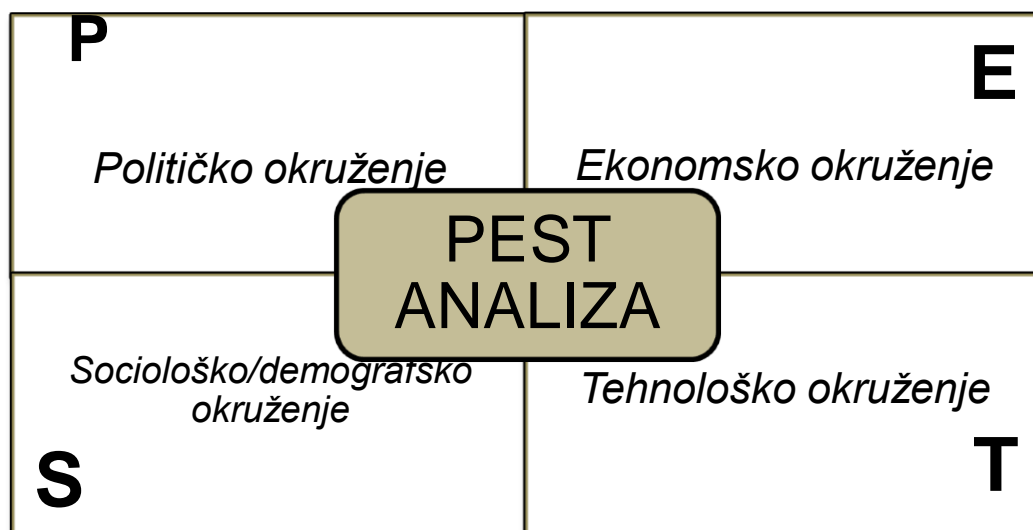 P
E
Političko okruženje
Ekonomsko okruženje
PEST
ANALIZA
Sociološko/demografsko
okruženje
Tehnološko okruženje
S
T